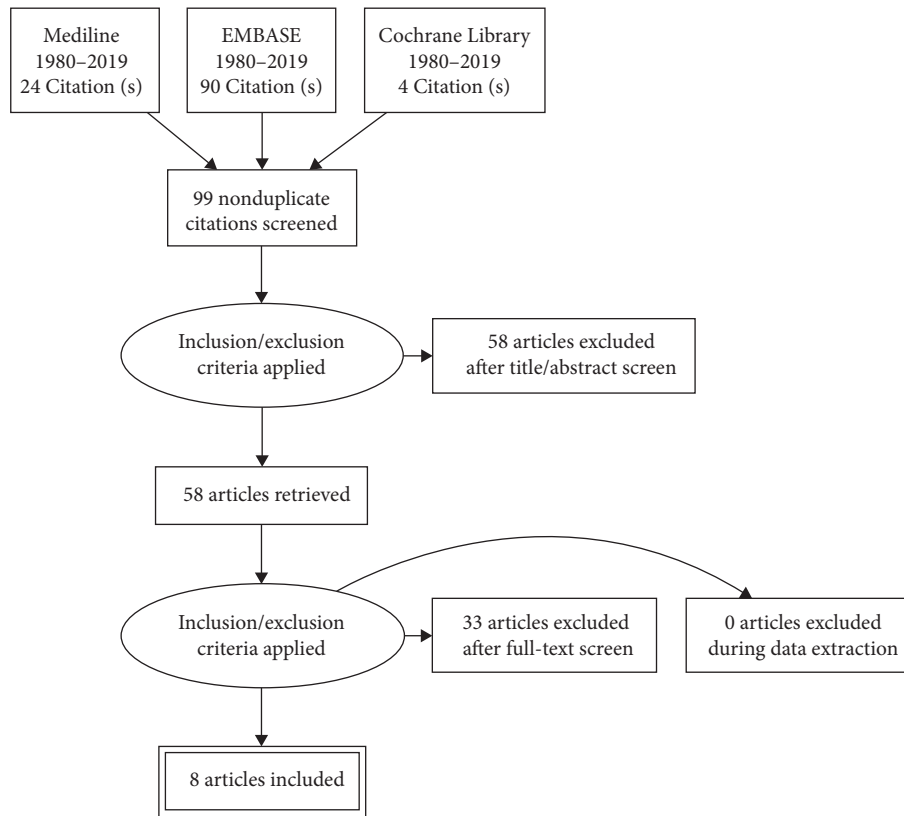 Mediline
1980–2019
24 Citation (s)
EMBASE
1980–2019
90 Citation (s)
Cochrane Library
1980–2019
4 Citation (s)
99 nonduplicate
citations screened
Inclusion/exclusion
criteria applied
58 articles excluded
after title/abstract screen
58 articles retrieved
Inclusion/exclusion
criteria applied
33 articles excluded
after full-text screen
0 articles excluded
during data extraction
8 articles included